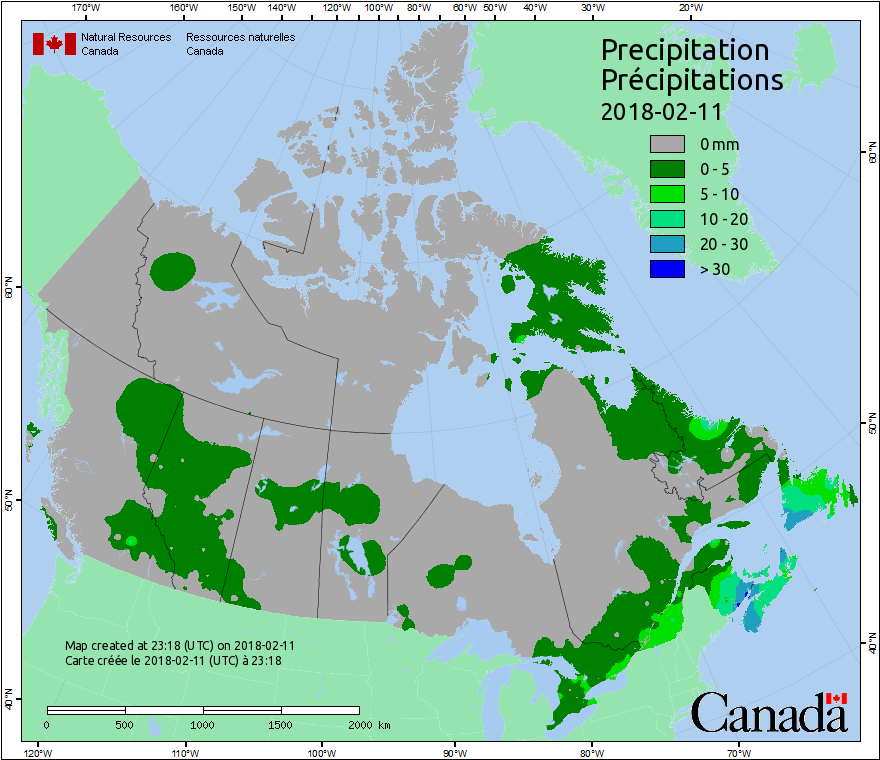 170°W 160°W 150°W 140°W 130°W 120°W 110°W 100°W 90°W 80°W 60°W 50°W 40°W 30°W 20°W
Natural Resources Canada
Ressources naturelles Canada
Precipitation
Précipitations
2018-02-11
0 mm
0 - 5
5 - 10
10 - 20
20 - 30
> 30
60°N
50°N
40°N
60°N
50°N
40°N
Map created at 23:18 (UTC) on 2018-02-11
Carte créée le 2018-02-11 (UTC) à 23:18
0 500 1000 1500 2000 km
Canada
120°W 110°W 100°W 90°W 80°W 70°W